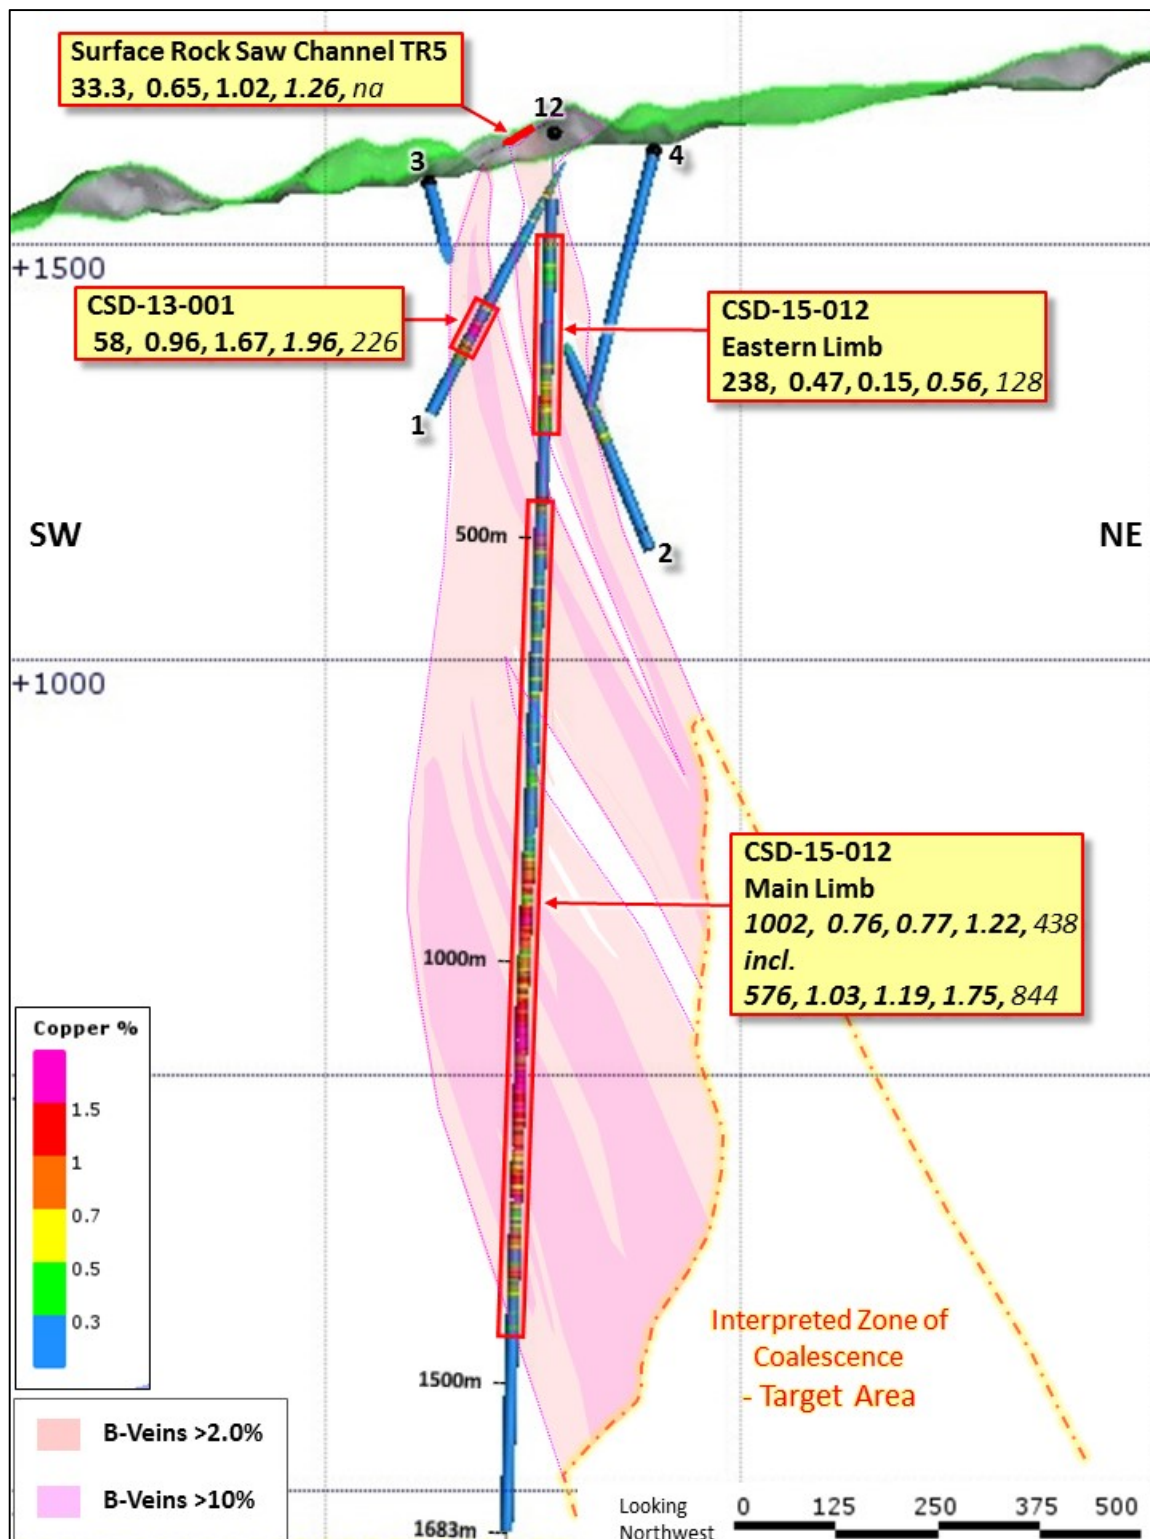 Surface Rock Saw Channel TR5
33.3, 0.65, 1.02, 1.26, na
12
3
4
+1500
CSD-13-001
58, 0.96, 1.67, 1.96, 226
CSD-15-012
Eastern Limb
238, 0.47, 0.15, 0.56, 128
1
SW
500m
2
NE
+1000
CSD-15-012
Main Limb
1002, 0.76, 0.77, 1.22, 438
incl.
576, 1.03, 1.19, 1.75, 844
1000m
Copper %
1.5
1
0.7
0.5
0.3
Interpreted Zone of
Coalescence
- Target Area
1500m
B-Veins >2.0%
B-Veins >10%
1683m
Looking
Northwest
0 125 250 375 500